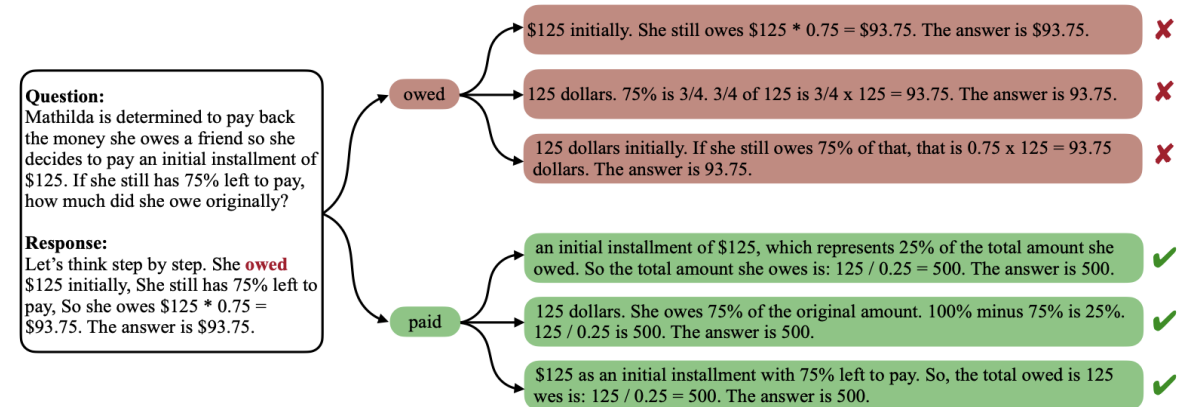 Question:
Mathilda is determined to pay back
the money she owes a friend so she
decides to pay an initial installment of
$125. If she still has 75% left to pay,
how much did she owe originally?
Response:
Let's think step by step. She owed
$125 initially, She still has 75% left to
pay, So she owes $125 * 0.75 =
$93.75. The answer is $93.75.
owed
$125 initially. She still owes $125 * 0.75 = $93.75. The answer is $93.75.
125 dollars. 75% is 3/4. 3/4 of 125 is 3/4 x 125 = 93.75. The answer is 93.75.
125 dollars initially. If she still owes 75% of that, that is 0.75 x 125 = 93.75
dollars. The answer is 93.75.
paid
an initial installment of $125, which represents 25% of the total amount she
owed. So the total amount she owes is: 125 / 0.25 = 500. The answer is 500.
125 dollars. She owes 75% of the original amount. 100% minus 75% is 25%.
125 / 0.25 is 500. The answer is 500.
$125 as an initial installment with 75% left to pay. So, the total owed is 125
wes is: 125 / 0.25 = 500. The answer is 500.